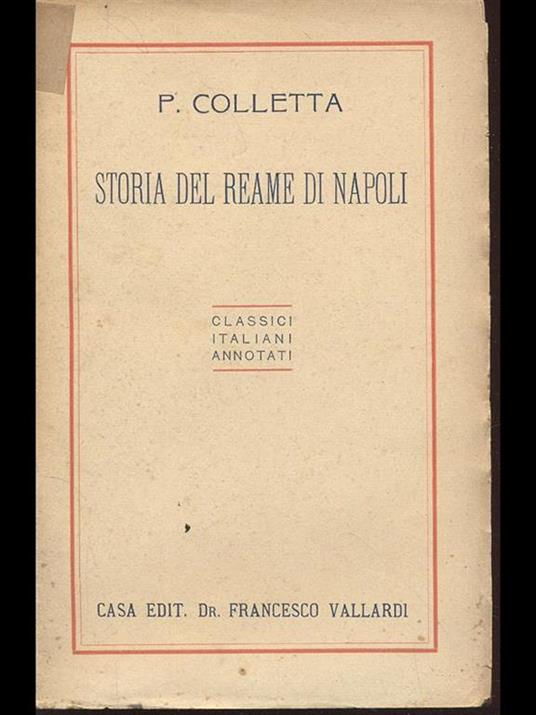 P. COLLETTA
STORIA DEL REAME DI NAPOLI
CLASSICI
ITALIANI
ANNOTATI
CASA EDIT. DR. FRANCESCO VALLARDI